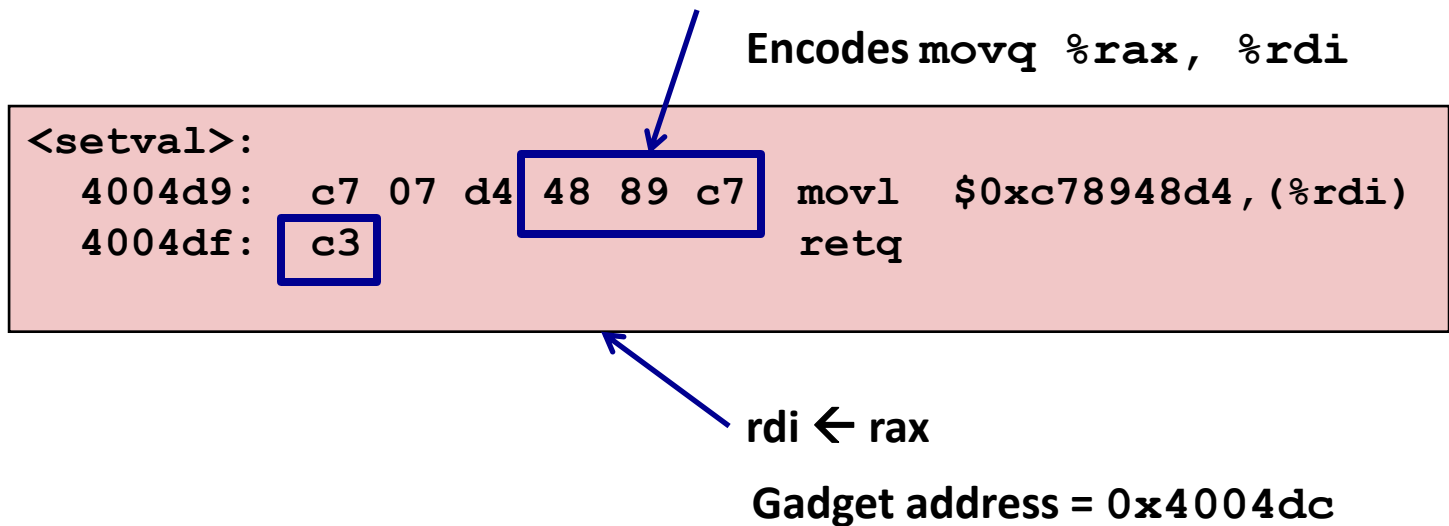 Encodes movq %rax, %rdi
<setval>:
4004d9: c7 07 d4 48 89 c7 movl $0xc78948d4,(%rdi)
4004df: c3 retq
rdi ← rax
Gadget address = 0x4004dc